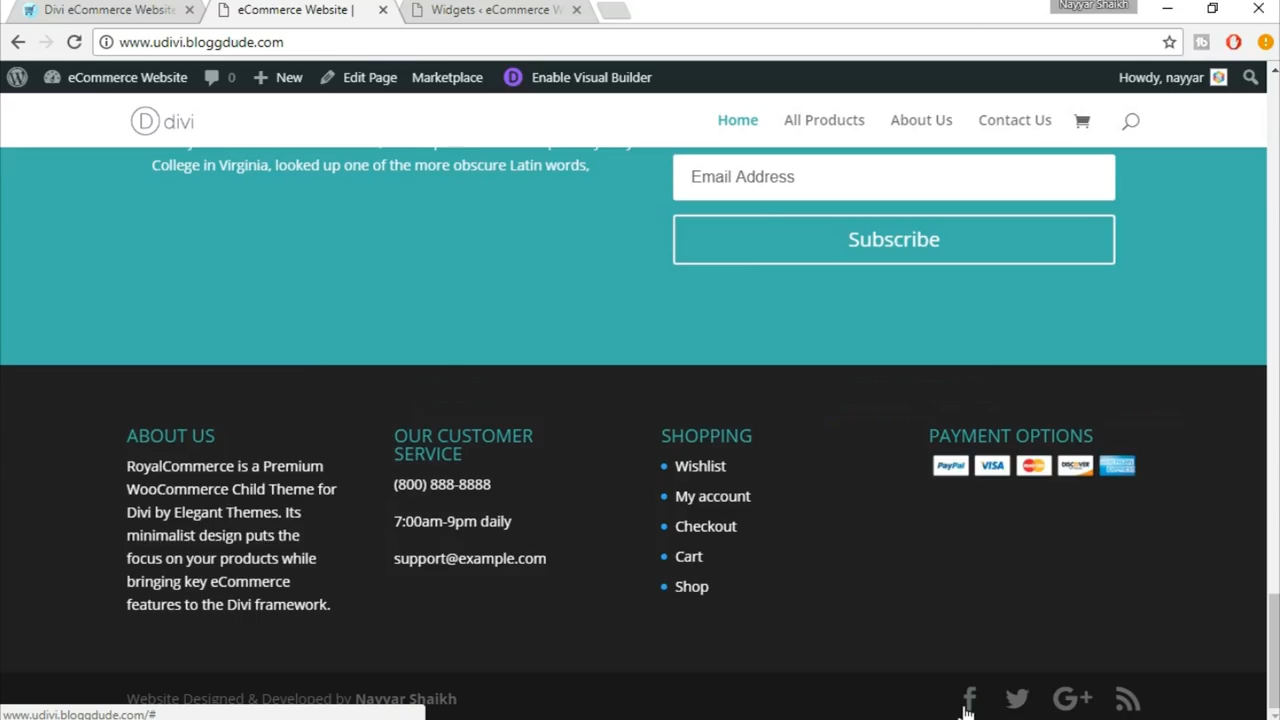 Divi eCommerce Website
eCommerce Website |
Widgets ‹ eCommerce W
Nayyar Shaikh
www.udivi.bloggdude.com
eCommerce Website
0
New
Edit Page
Marketplace
D
Enable Visual Builder
Howdy, nayyar
D divi
Home
All Products
About Us
Contact Us
College in Virginia, looked up one of the more obscure Latin words,
Email Address
Subscribe
ABOUT US
RoyalCommerce is a Premium
WooCommerce Child Theme for
Divi by Elegant Themes. Its
minimalist design puts the
focus on your products while
bringing key eCommerce
features to the Divi framework.
OUR CUSTOMER
SERVICE
(800) 888-8888
7:00am-9pm daily
support@example.com
SHOPPING
Wishlist
My account
Checkout
Cart
Shop
PAYMENT OPTIONS
PayPal
VISA
DISCOVER
Website Designed & Developed by Nayyar Shaikh
G+
www.udivi.bloggdude.com/#